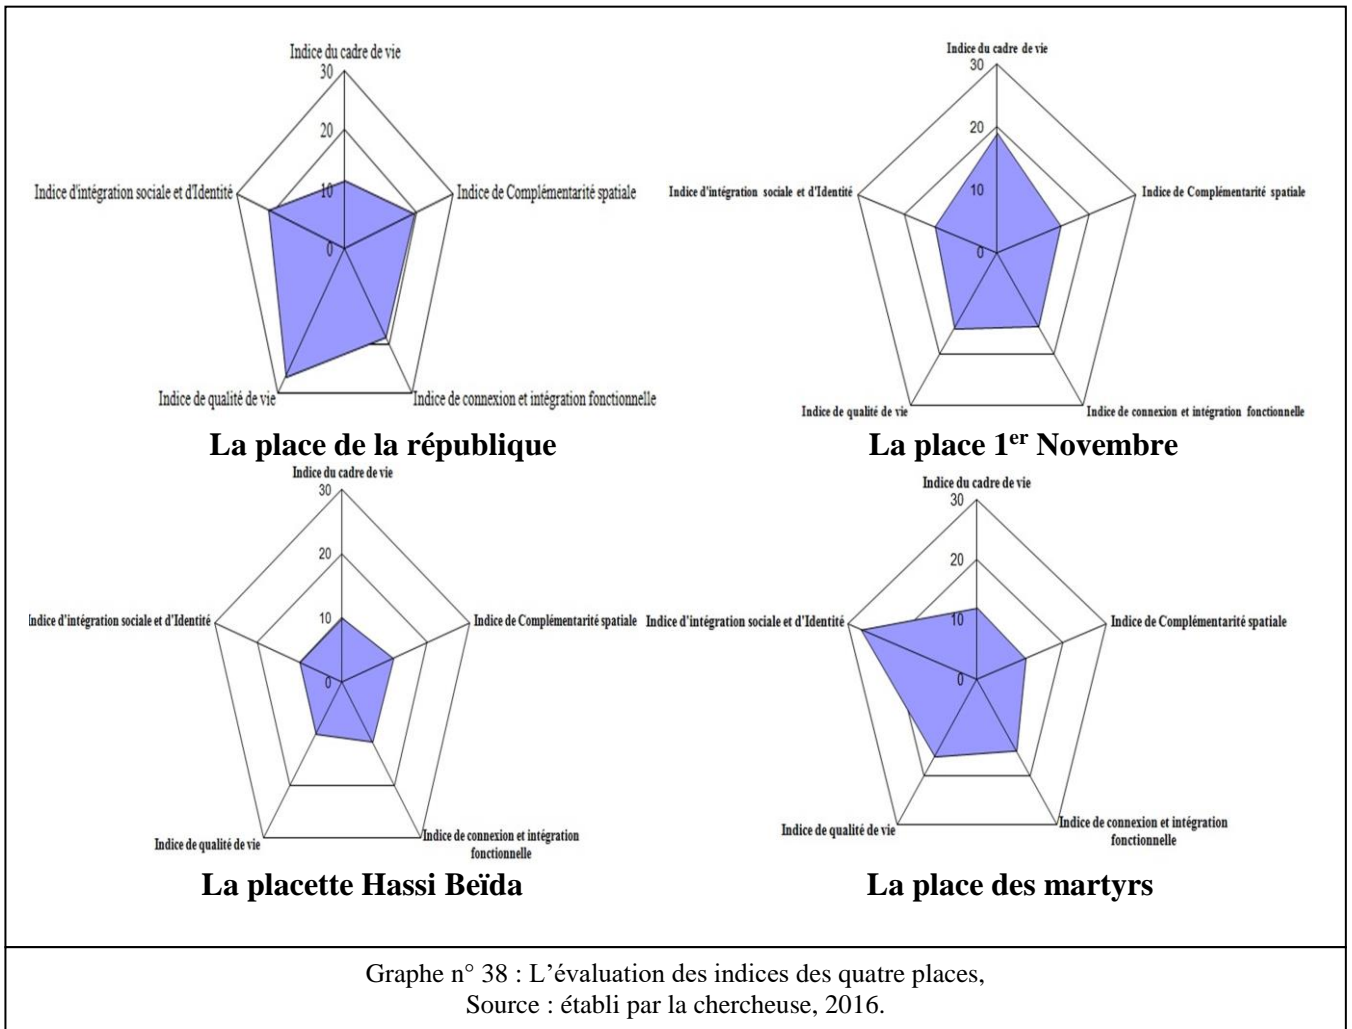 Indice du cadre de vie
30
20
10
0
Indice d'intégration sociale et d'Identité
Indice de Complémentarité spatiale
Indice de qualité de vie
Indice de connexion et intégration fonctionnelle
La place de la république
Indice du cadre de vie
30
20
10
0
Indice d'intégration sociale et d'Identité
Indice de Complémentarité spatiale
Indice de qualité de vie
Indice de connexion et intégration fonctionnelle
La place 1er Novembre
Indice du cadre de vie
30
20
10
0
Indice d'intégration sociale et d'Identité
Indice de Complémentarité spatiale
Indice de qualité de vie
Indice de connexion et intégration
fonctionnelle
La placette Hassi Beïda
Indice du cadre de vie
30
20
10
0
Indice d'intégration sociale et d'Identité
Indice de Complémentarité spatiale
Indice de qualité de vie
Indice de connexion et intégration
fonctionnelle
La place des martyrs
Graphe n° 38 : L’évaluation des indices des quatre places,
Source : établi par la chercheuse, 2016.